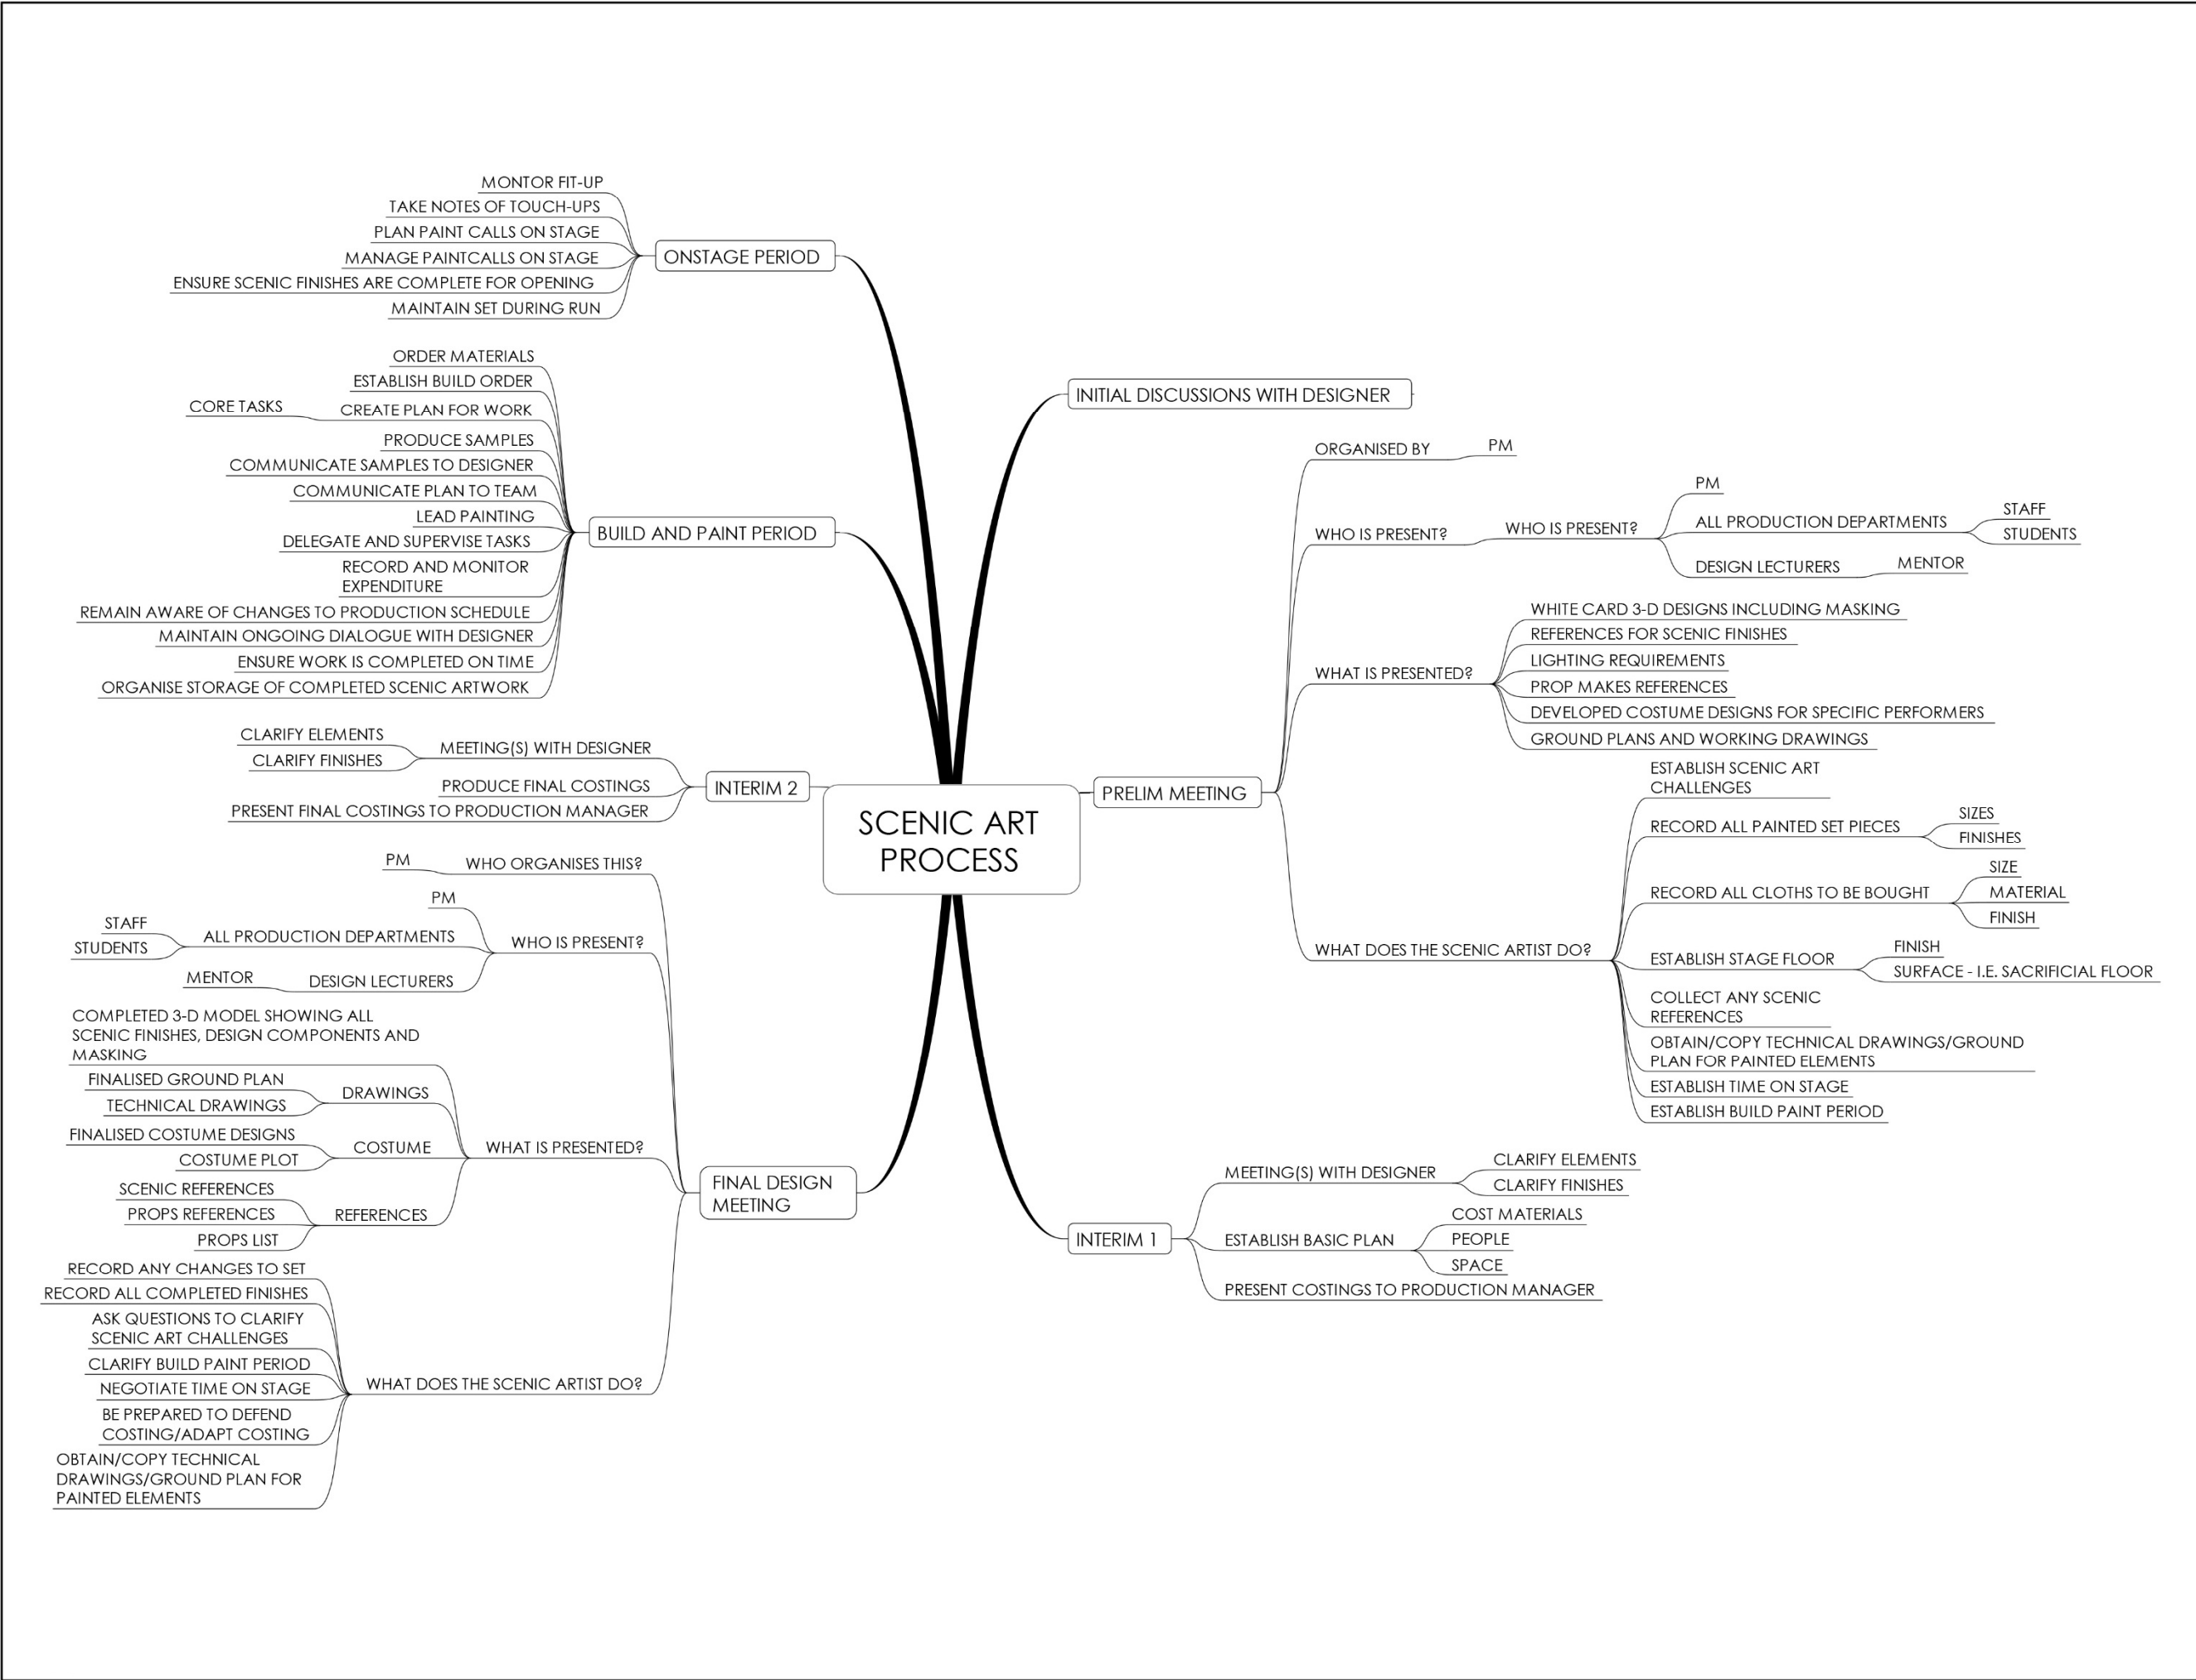 SCENIC ART
PROCESS
INITIAL DISCUSSIONS WITH DESIGNER
PRELIM MEETING
ORGANISED BY
PM
WHO IS PRESENT?
WHO IS PRESENT?
PM
ALL PRODUCTION DEPARTMENTS
STAFF
STUDENTS
DESIGN LECTURERS
MENTOR
WHAT IS PRESENTED?
WHITE CARD 3-D DESIGNS INCLUDING MASKING
REFERENCES FOR SCENIC FINISHES
LIGHTING REQUIREMENTS
PROP MAKES REFERENCES
DEVELOPED COSTUME DESIGNS FOR SPECIFIC PERFORMERS
GROUND PLANS AND WORKING DRAWINGS
WHAT DOES THE SCENIC ARTIST DO?
ESTABLISH SCENIC ART
CHALLENGES
RECORD ALL PAINTED SET PIECES
SIZES
FINISHES
RECORD ALL CLOTHS TO BE BOUGHT
SIZE
MATERIAL
FINISH
ESTABLISH STAGE FLOOR
FINISH
SURFACE - I.E. SACRIFICIAL FLOOR
COLLECT ANY SCENIC
REFERENCES
OBTAIN/COPY TECHNICAL DRAWINGS/GROUND
PLAN FOR PAINTED ELEMENTS
ESTABLISH TIME ON STAGE
ESTABLISH BUILD PAINT PERIOD
INTERIM 1
MEETING(S) WITH DESIGNER
CLARIFY ELEMENTS
CLARIFY FINISHES
ESTABLISH BASIC PLAN
COST MATERIALS
PEOPLE
SPACE
PRESENT COSTINGS TO PRODUCTION MANAGER
FINAL DESIGN
MEETING
WHO ORGANISES THIS?
PM
WHO IS PRESENT?
PM
ALL PRODUCTION DEPARTMENTS
STAFF
STUDENTS
DESIGN LECTURERS
MENTOR
WHAT IS PRESENTED?
COMPLETED 3-D MODEL SHOWING ALL
SCENIC FINISHES, DESIGN COMPONENTS AND
MASKING
DRAWINGS
FINALISED GROUND PLAN
TECHNICAL DRAWINGS
COSTUME
FINALISED COSTUME DESIGNS
COSTUME PLOT
REFERENCES
SCENIC REFERENCES
PROPS REFERENCES
PROPS LIST
WHAT DOES THE SCENIC ARTIST DO?
RECORD ANY CHANGES TO SET
RECORD ALL COMPLETED FINISHES
ASK QUESTIONS TO CLARIFY
SCENIC ART CHALLENGES
CLARIFY BUILD PAINT PERIOD
NEGOTIATE TIME ON STAGE
BE PREPARED TO DEFEND
COSTING/ADAPT COSTING
OBTAIN/COPY TECHNICAL
DRAWINGS/GROUND PLAN FOR
PAINTED ELEMENTS
INTERIM 2
MEETING(S) WITH DESIGNER
CLARIFY ELEMENTS
CLARIFY FINISHES
PRODUCE FINAL COSTINGS
PRESENT FINAL COSTINGS TO PRODUCTION MANAGER
BUILD AND PAINT PERIOD
ORDER MATERIALS
ESTABLISH BUILD ORDER
CREATE PLAN FOR WORK
CORE TASKS
PRODUCE SAMPLES
COMMUNICATE SAMPLES TO DESIGNER
COMMUNICATE PLAN TO TEAM
LEAD PAINTING
DELEGATE AND SUPERVISE TASKS
RECORD AND MONITOR
EXPENDITURE
REMAIN AWARE OF CHANGES TO PRODUCTION SCHEDULE
MAINTAIN ONGOING DIALOGUE WITH DESIGNER
ENSURE WORK IS COMPLETED ON TIME
ORGANISE STORAGE OF COMPLETED SCENIC ARTWORK
ONSTAGE PERIOD
MONTOR FIT-UP
TAKE NOTES OF TOUCH-UPS
PLAN PAINT CALLS ON STAGE
MANAGE PAINTCALLS ON STAGE
ENSURE SCENIC FINISHES ARE COMPLETE FOR OPENING
MAINTAIN SET DURING RUN